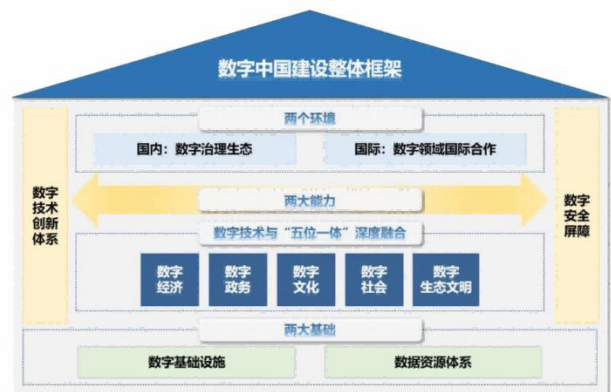 数字中国建设整体框架
两个环境
国内：数字治理生态
国际：数字领域国际合作
数字
技术
创新
体系
两大能力
数字
安全
屏障
数字技术与“五位一体”深度融合
数字
经济
数字
政务
数字
文化
数字
社会
数字
生态文明
两大基础
数字基础设施
数据资源体系